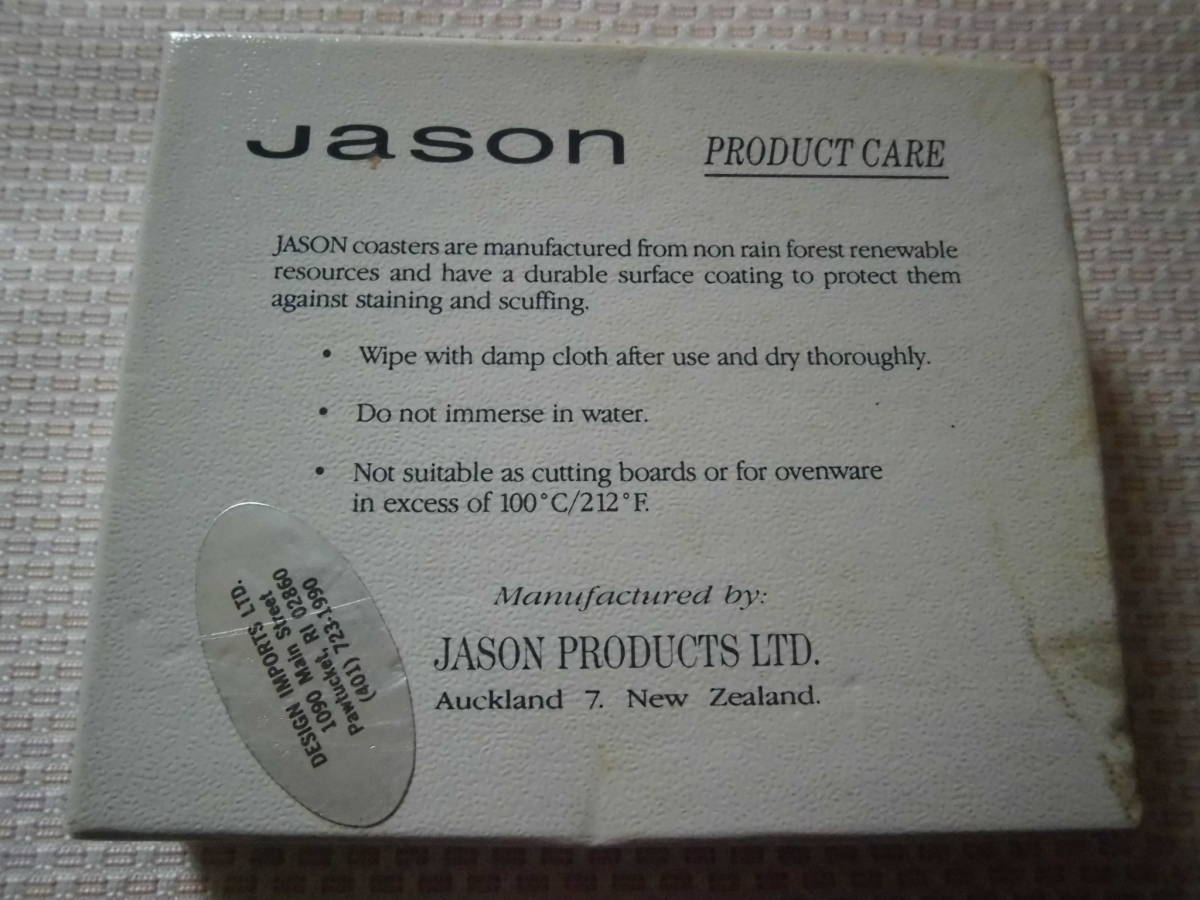 Jason PRODUCT CARE
JASON coasters are manufactured from non rain forest renewable
resources and have a durable surface coating to protect them
against staining and scuffing.
• Wipe with damp cloth after use and dry thoroughly.
• Do not immerse in water.
• Not suitable as cutting boards or for ovenware
in excess of 100°C/212°F.
Manufactured by:
JASON PRODUCTS LTD.
Auckland 7. New Zealand.
DESIGN IMPORTS LTD.
1090 Main Street
Pawtucket, RI 02860
(401) 723-1990